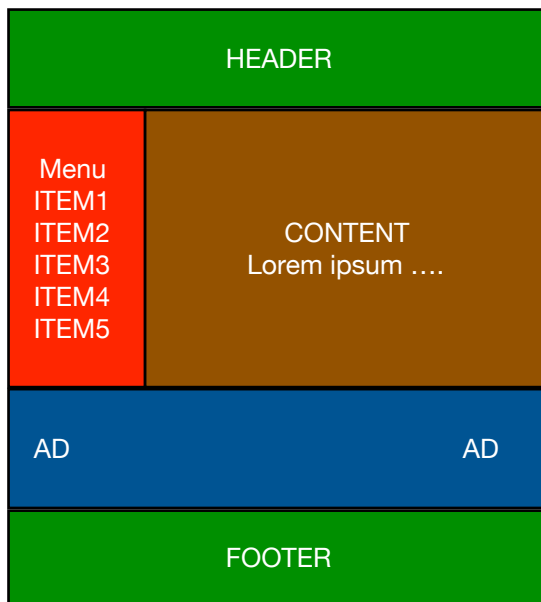 HEADER
Menu
ITEM1
ITEM2
ITEM3
ITEM4
ITEM5
CONTENT
Lorem ipsum ….
AD
AD
FOOTER